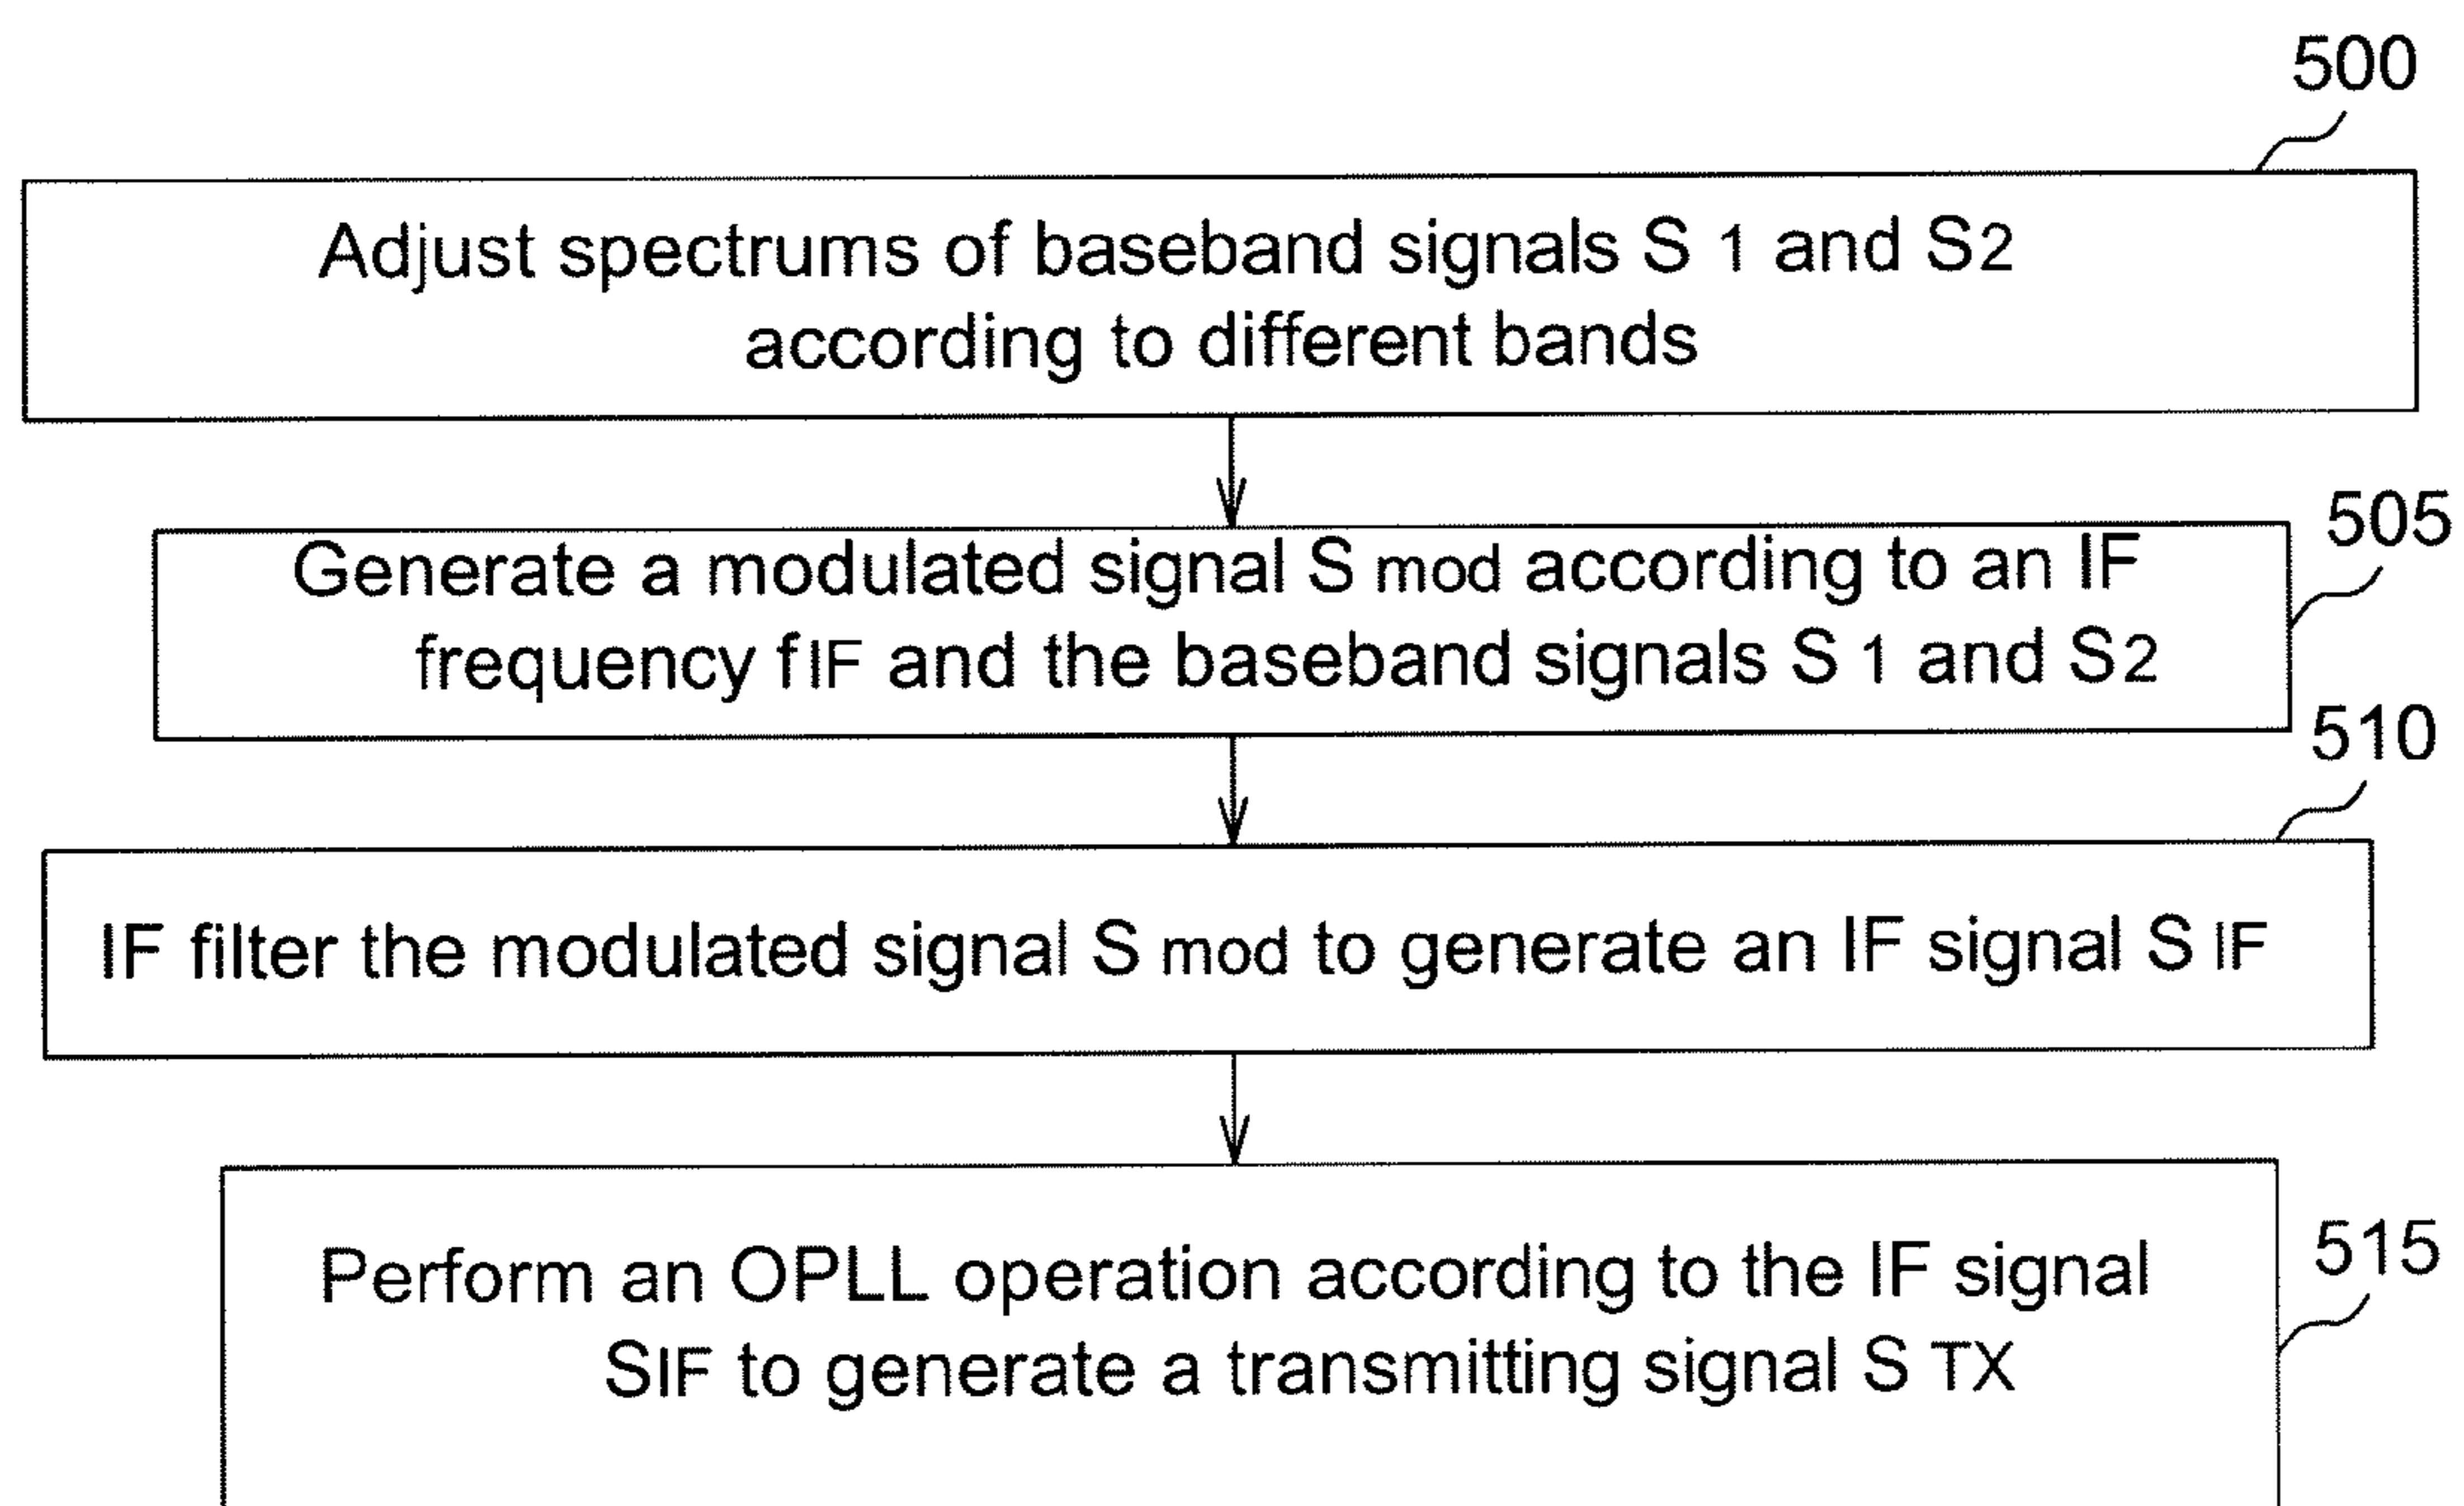 500
Adjust spectrums of baseband signals S 1 and S2
according to different bands
505
Generate a modulated signal S mod according to an IF
frequency fIF and the baseband signals S 1 and S2
510
IF filter the modulated signal S mod to generate an IF signal S IF
515
Perform an OPLL operation according to the IF signal
SIF to generate a transmitting signal S TX